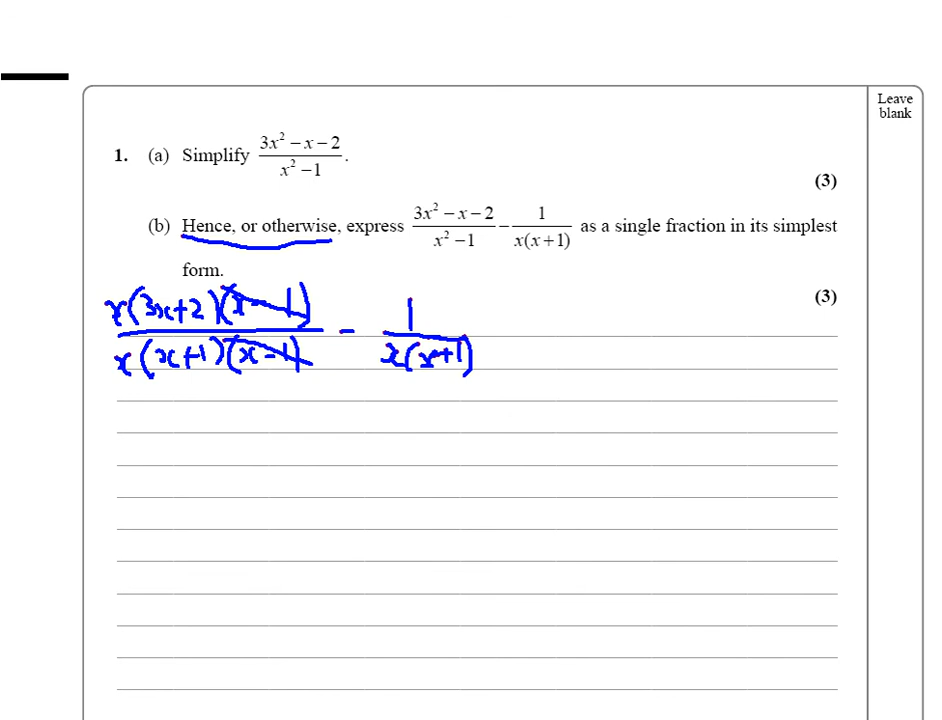 Leave
blank
1. (a) Simplify (3x² − x − 2)/(x² − 1).
(3)
(b) Hence, or otherwise, express (3x² − x − 2)/(x² − 1) − 1/(x(x + 1)) as a single fraction in its simplest
form.
(3)
x(3x+2)(x−1)/(x(x+1)(x−1)) − 1/(x(x+1))